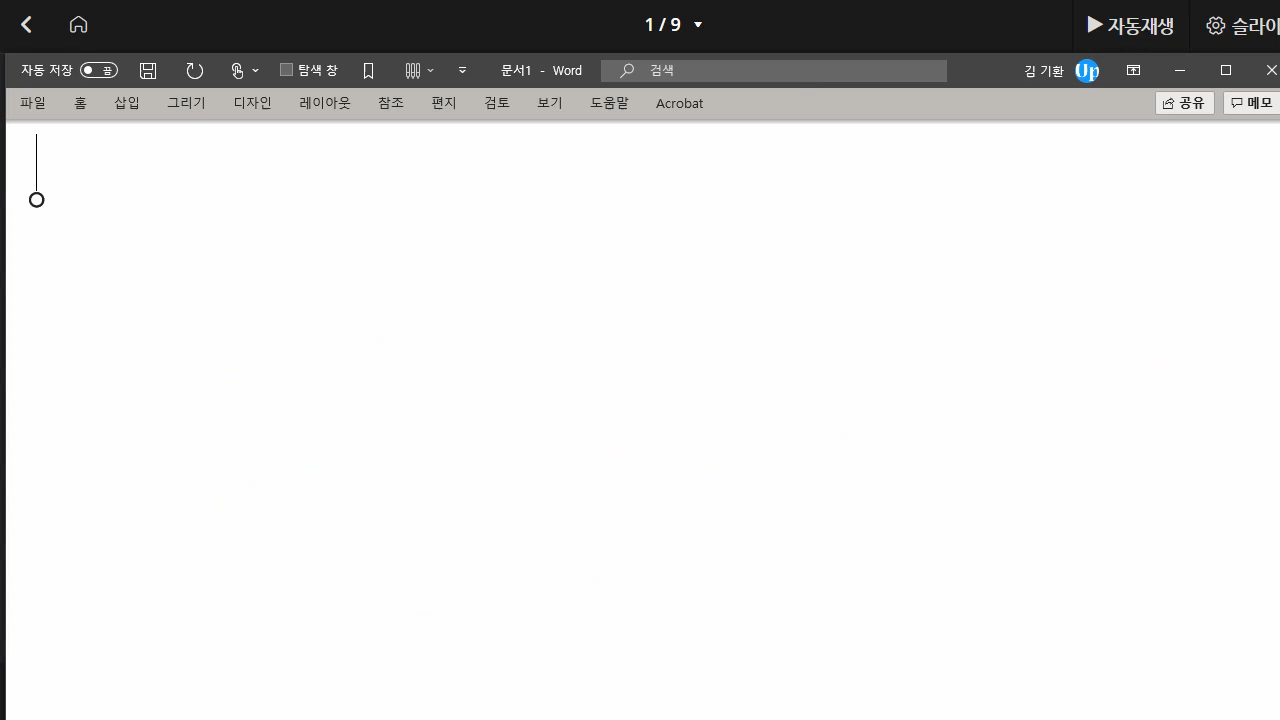 1 / 9
자동재생
슬라이
자동 저장 끔 탐색 창 문서1 - Word 검색 김 기환 Up
파일 홈 삽입 그리기 디자인 레이아웃 참조 편지 검토 보기 도움말 Acrobat 공유 메모